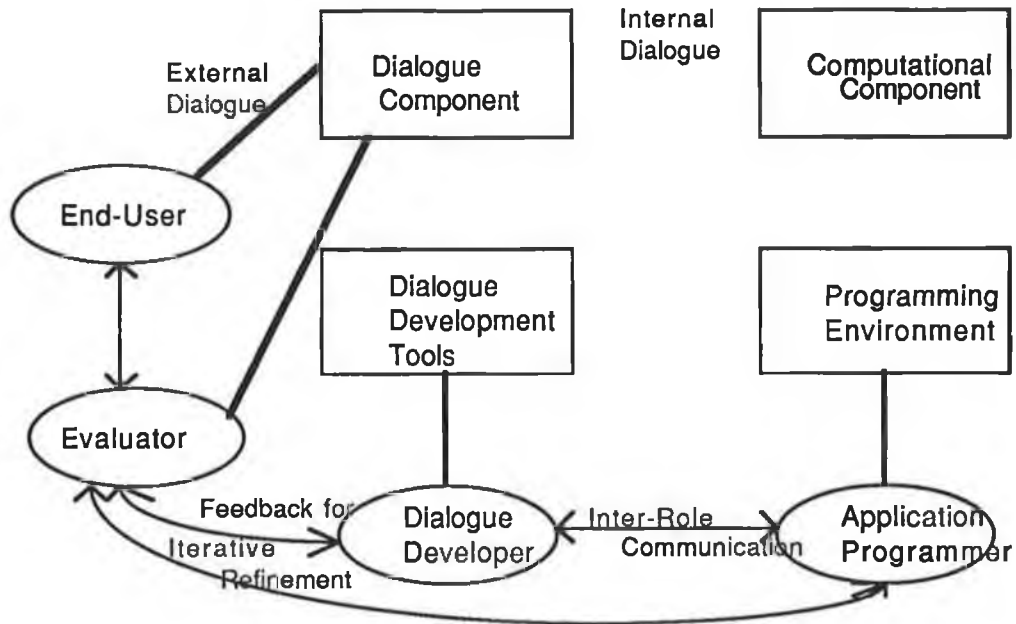 Internal
Dialogue
External
Dialogue
Dialogue
Component
Computational
Component
End-User
Dialogue
Development
Tools
Programming
Environment
Evaluator
Feedback for
Iterative
Refinement
Dialogue
Developer
Inter-Role
Communication
Application
Programmer